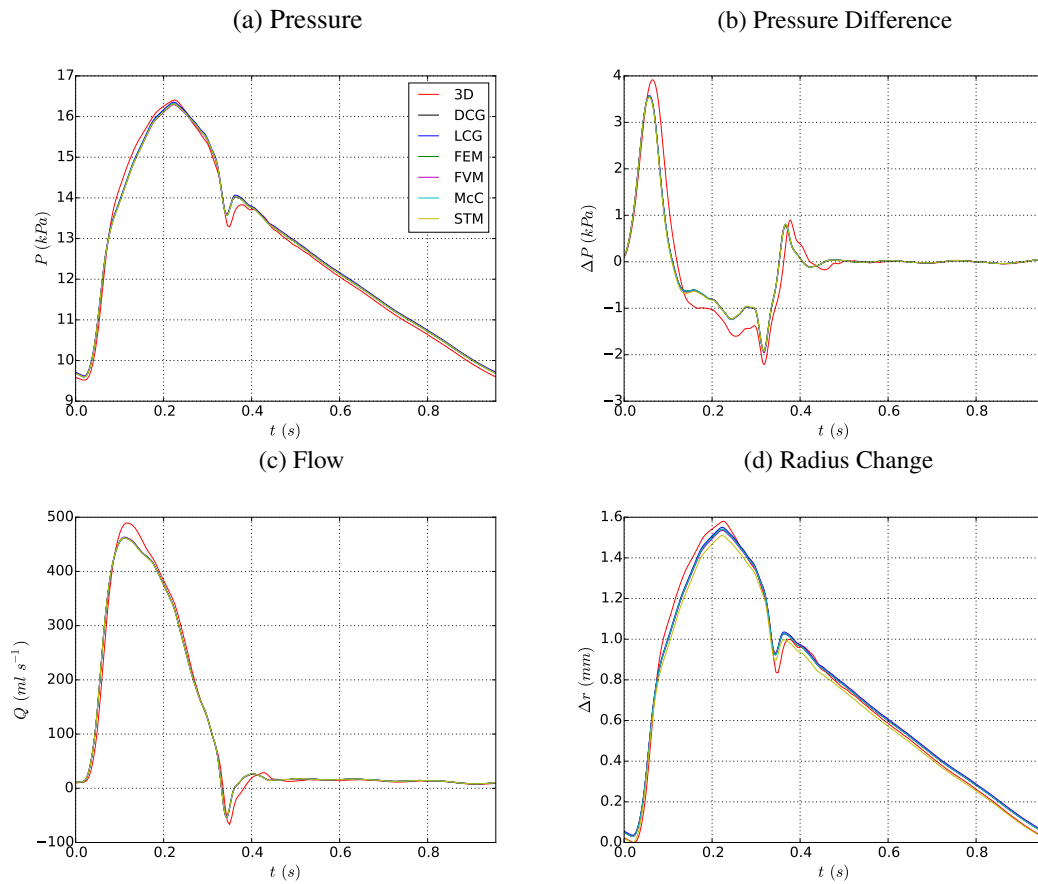 (a) Pressure
17
16
15
14
13
12
11
10
9
P (kPa)
0.0 0.2 0.4 0.6 0.8
t (s)
3D
DCG
LCG
FEM
FVM
McC
STM
(b) Pressure Difference
4
3
2
1
0
−1
−2
−3
ΔP (kPa)
0.0 0.2 0.4 0.6 0.8
t (s)
(c) Flow
500
400
300
200
100
0
−100
Q (ml s⁻¹)
0.0 0.2 0.4 0.6 0.8
t (s)
(d) Radius Change
1.6
1.4
1.2
1.0
0.8
0.6
0.4
0.2
0.0
Δr (mm)
0.0 0.2 0.4 0.6 0.8
t (s)